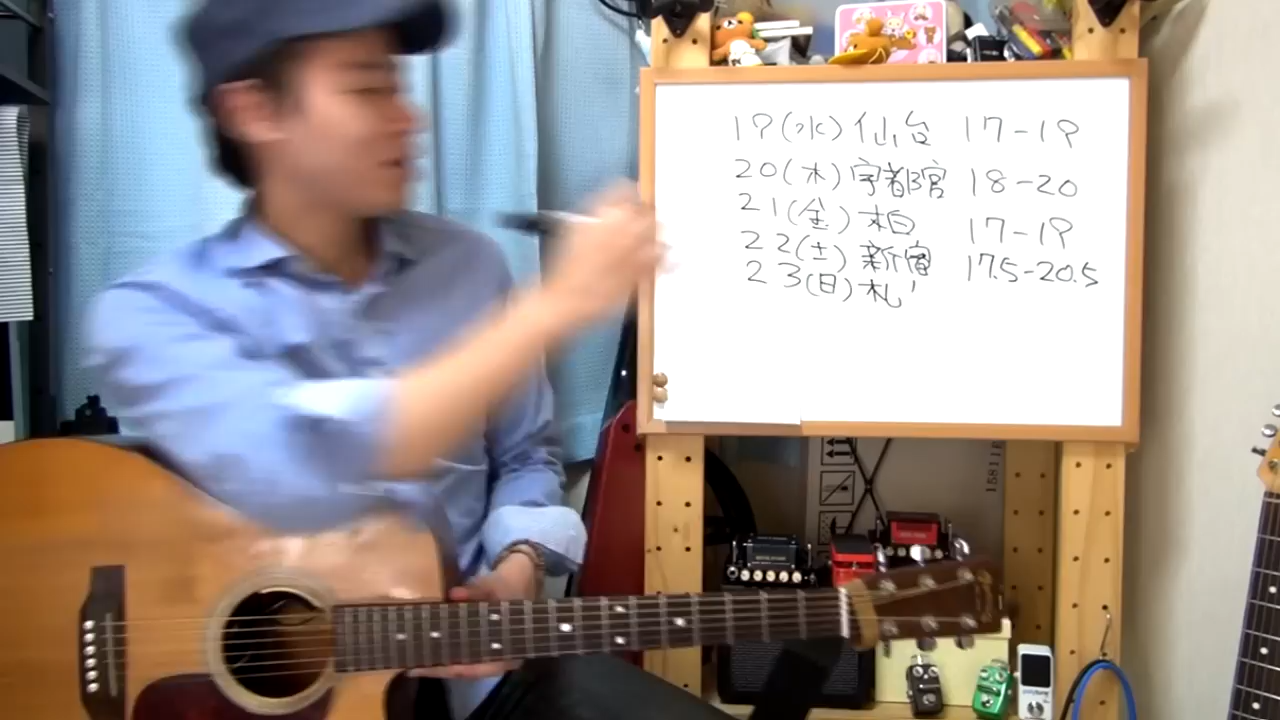 19(水)仙台 17-19
20(木)宇都宮 18-20
21(金)柏 17-19
22(土)新宿 17.5-20.5
23(日)札
15811